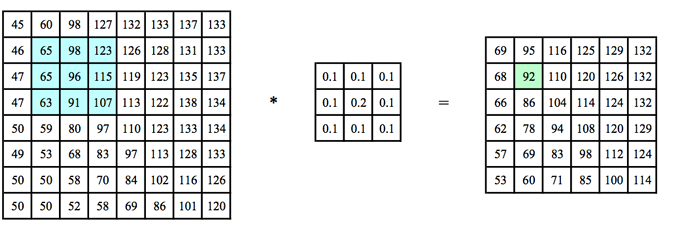 45 60 98 127 132 133 137 133
46 65 98 123 126 128 131 133
47 65 96 115 119 123 135 137
47 63 91 107 113 122 138 134
50 59 80 97 110 123 133 134
49 53 68 83 97 113 128 133
50 50 58 70 84 102 116 126
50 50 52 58 69 86 101 120
*
0.1 0.1 0.1
0.1 0.2 0.1
0.1 0.1 0.1
=
69 95 116 125 129 132
68 92 110 120 126 132
66 86 104 114 124 132
62 78 94 108 120 129
57 69 83 98 112 124
53 60 71 85 100 114